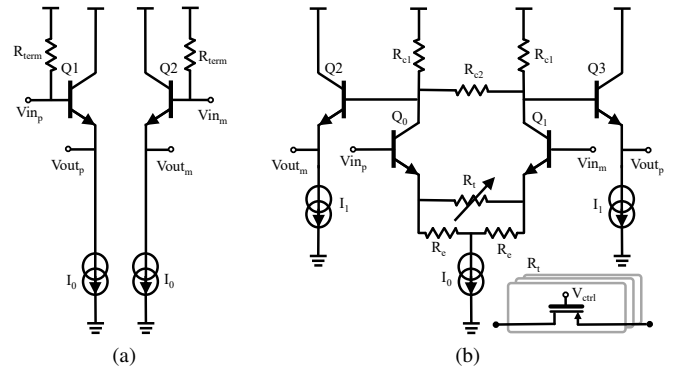 R_term
Q1
Vin_p
Vout_p
I_0
Q2
R_term
Vin_m
Vout_m
I_0
(a)
Q2
R_c1
R_c2
R_c1
Q3
Q_0
Q_1
Vout_m
Vin_p
R_t
Vin_m
Vout_p
I_1
R_e
R_e
I_1
I_0
R_t
V_ctrl
(b)